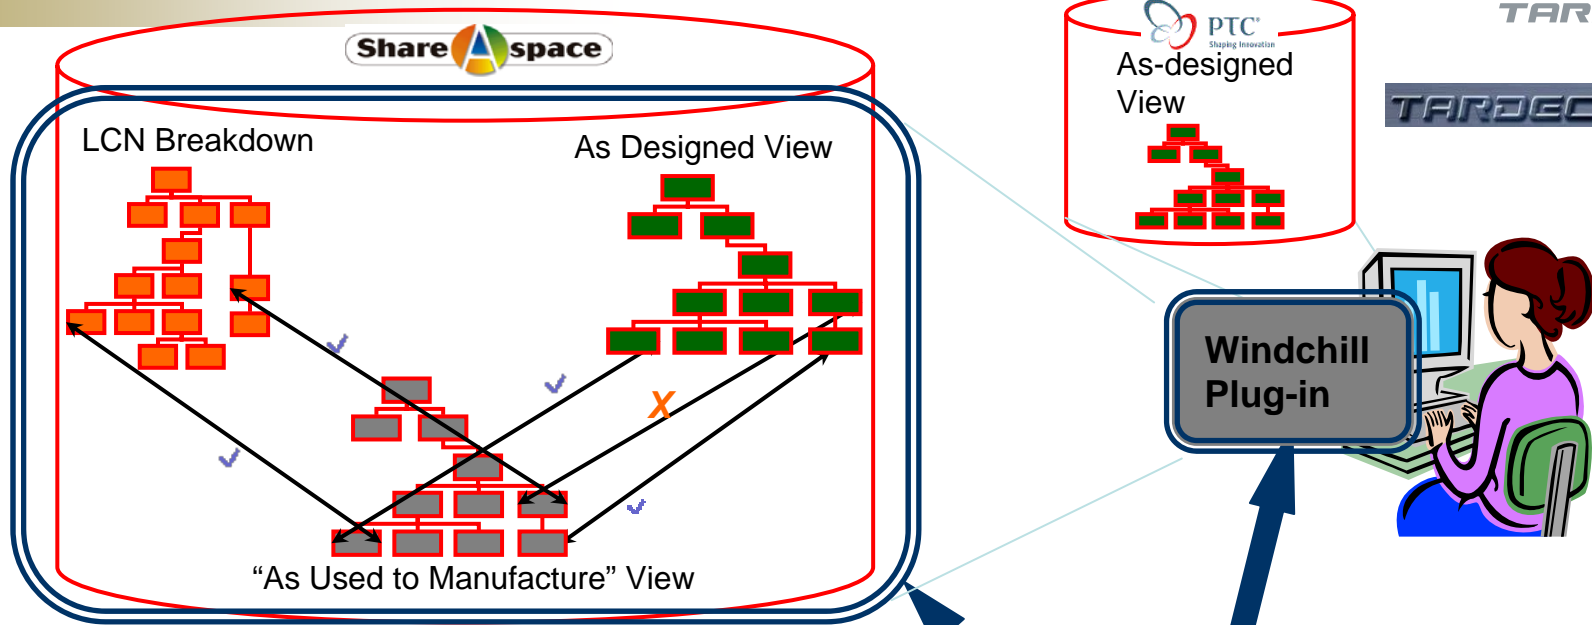 Share A space
PTC®
Shaping Innovation
TAR
As-designed
View
TARDEC
LCN Breakdown
As Designed View
X
Windchill
Plug-in
“As Used to Manufacture” View